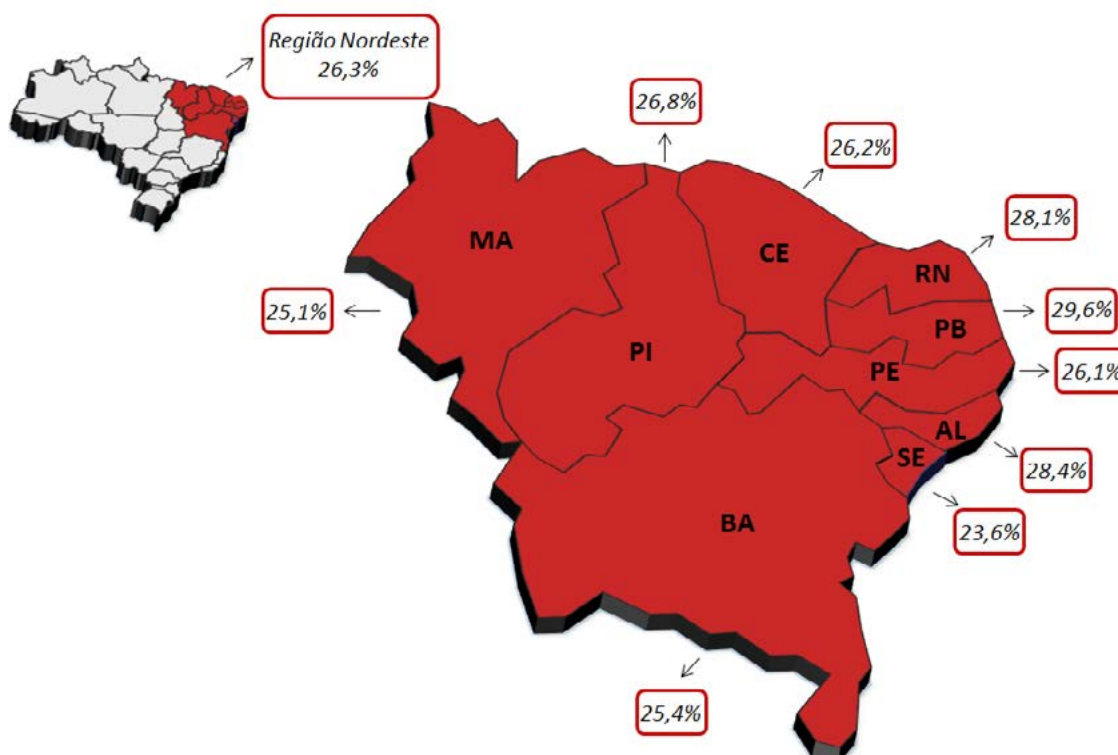 Região Nordeste
26,3%
26,8%
26,2%
28,1%
MA
CE
RN
25,1%
29,6%
PI
PB
PE
26,1%
AL
SE
28,4%
BA
23,6%
25,4%